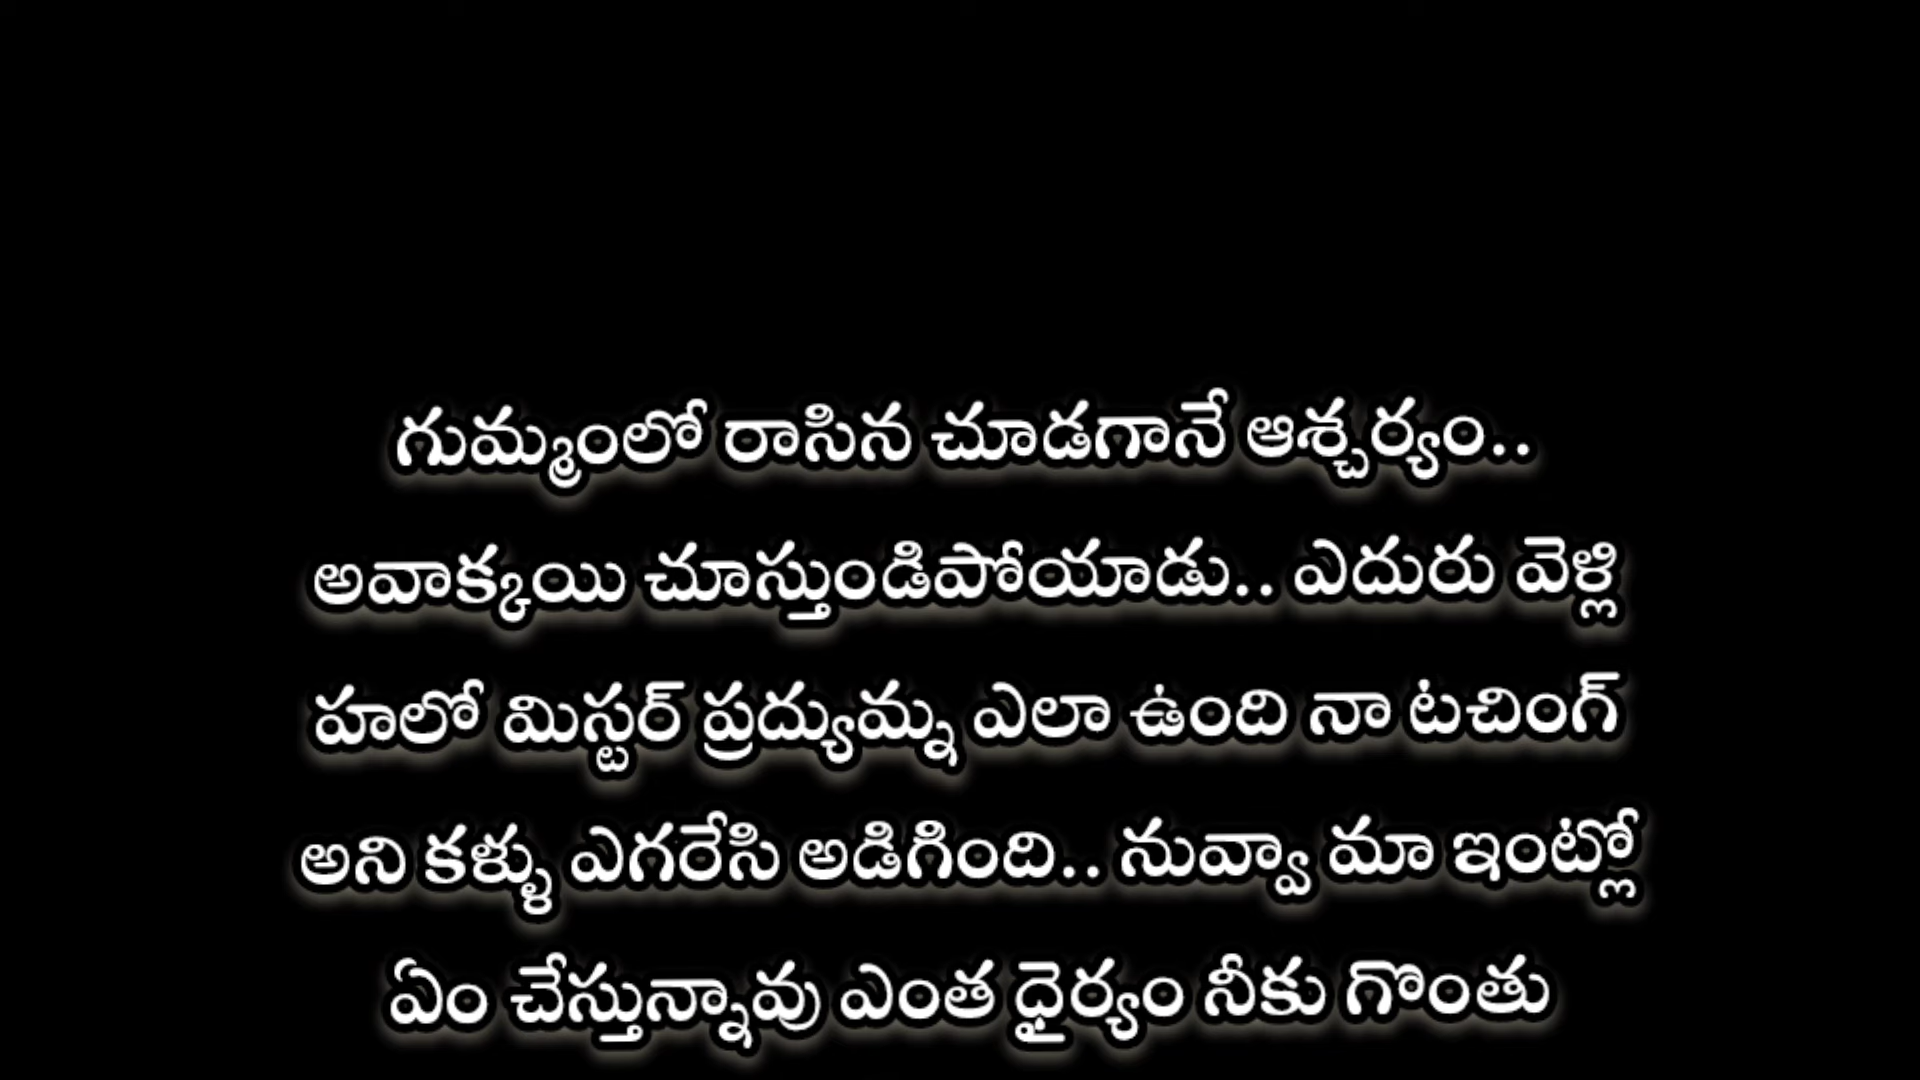 గుమ్మంలో రాసిన చూడగానే ఆశ్చర్యం..
అవాక్కయి చూస్తుండిపోయాడు.. ఎదురు వెళ్లి
హలో మిస్టర్ ప్రద్యుమ్న ఎలా ఉంది నా టచింగ్
అని కళ్ళు ఎగరేసి అడిగింది.. నువ్వా మా ఇంట్లో
ఏం చేస్తున్నావు ఎంత ధైర్యం నీకు గొంతు